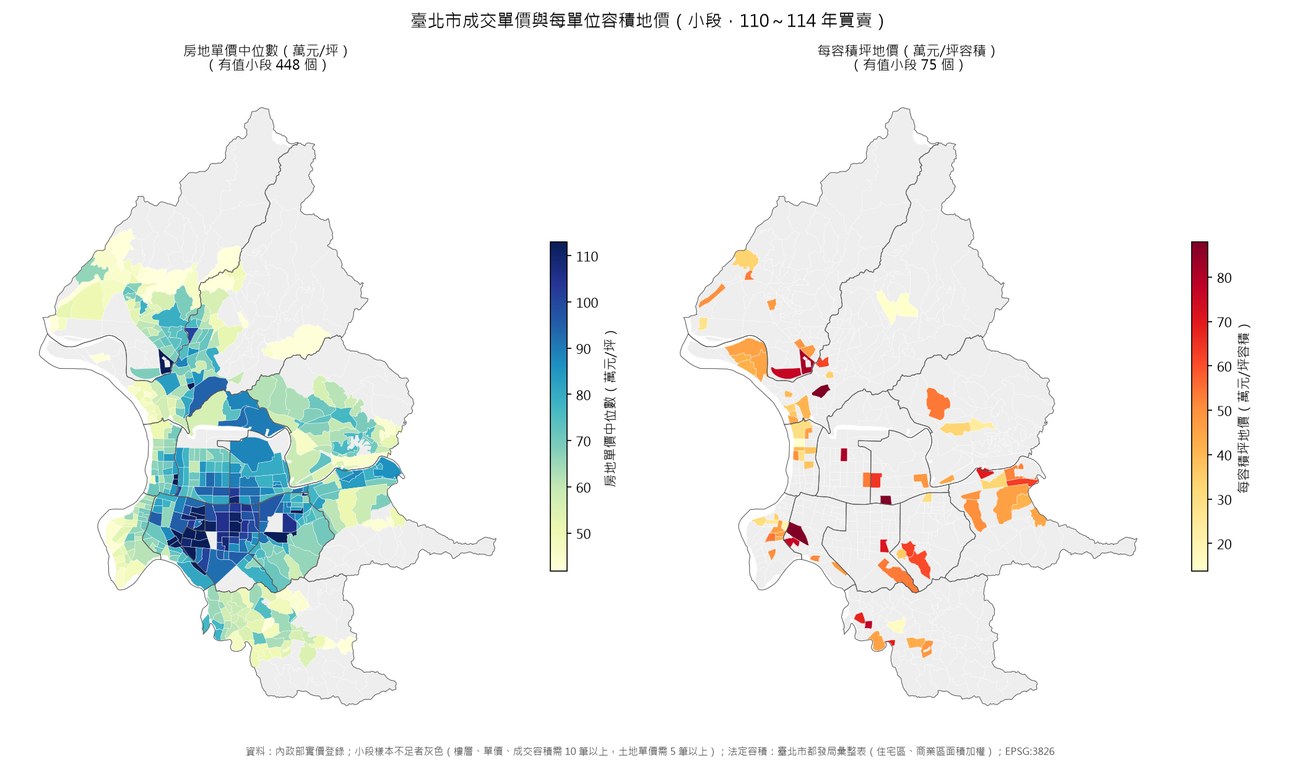 臺北市成交單價與每單位容積地價（小段．110～114 年買賣）
房地單價中位數（萬元/坪）
（有值小段 448 個）
110
100
90
80
70
60
50
房地單價中位數（萬元/坪）
每容積坪地價（萬元/坪容積）
（有值小段 75 個）
80
70
60
50
40
30
20
每容積坪地價（萬元/坪容積）
資料：內政部實價登錄；小段樣本不足者灰色（樓層、單價、成交容積需 10 筆以上，土地單價需 5 筆以上）；法定容積：臺北市都發局彙整表（住宅區、商業區面積加權）；EPSG:3826